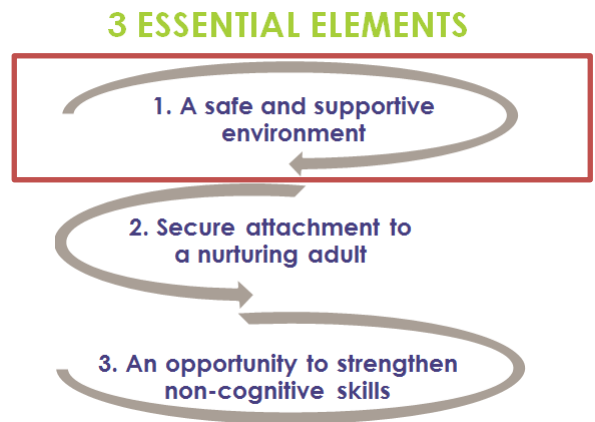 3 ESSENTIAL ELEMENTS
1. A safe and supportive
environment
2. Secure attachment to
a nurturing adult
3. An opportunity to strengthen
non-cognitive skills